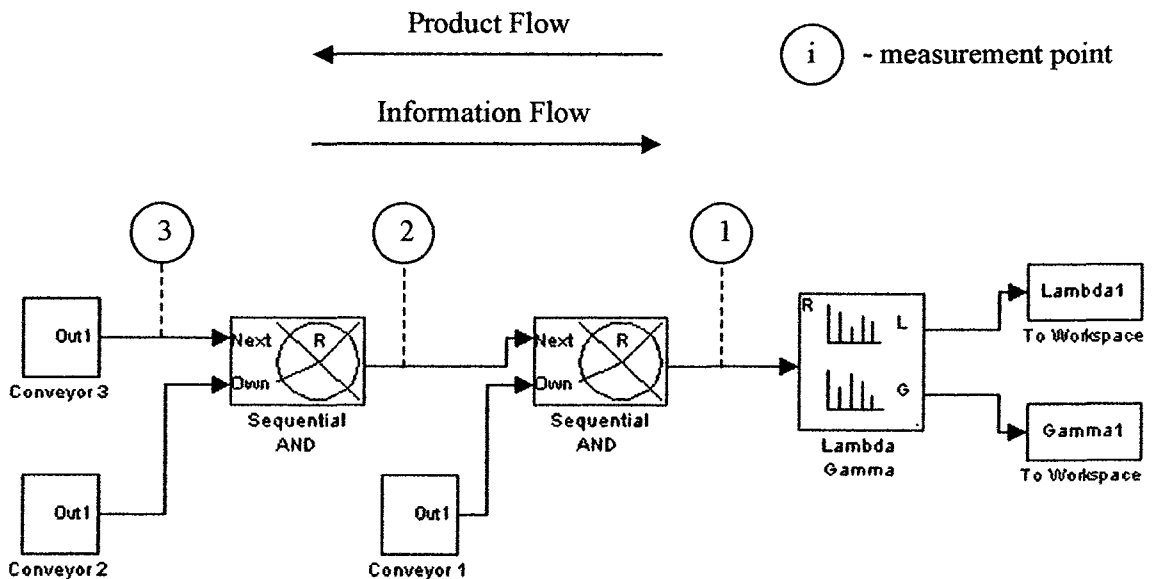 Product Flow
i - measurement point
Information Flow
3
2
1
Out1
Conveyor 3
Next
Own
R
Sequential
AND
Next
Own
R
Sequential
AND
R
L
G
Lambda
Gamma
Lambda1
To Workspace
Gamma1
To Workspace
Out1
Conveyor 2
Out1
Conveyor 1